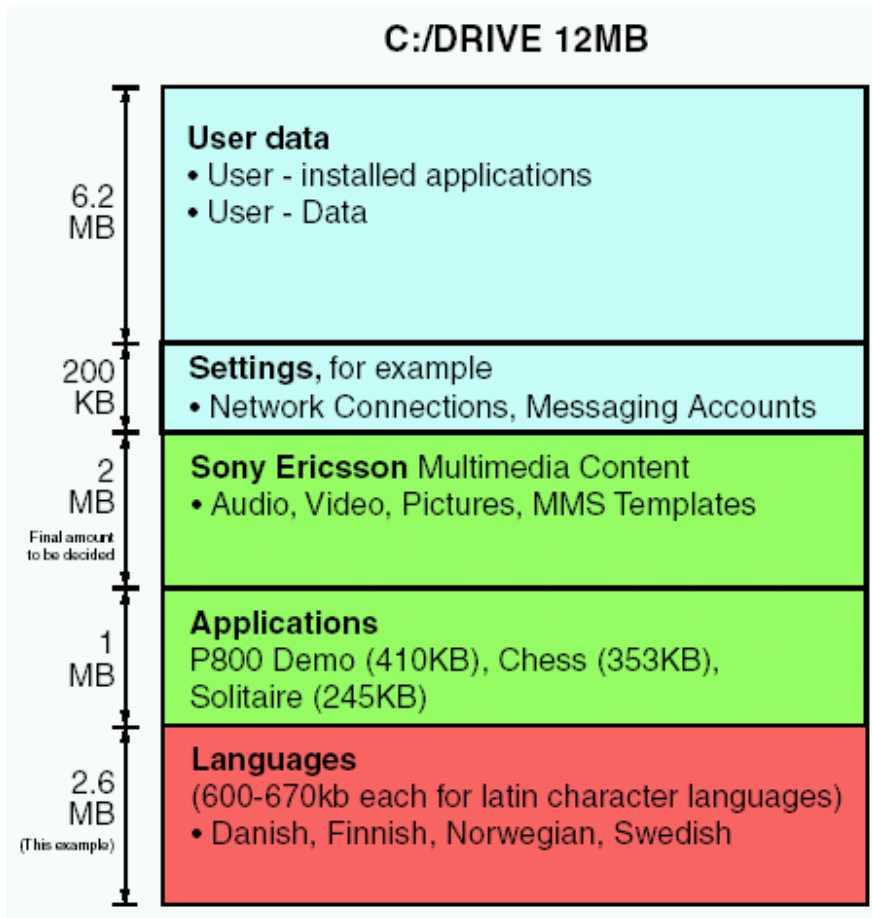 C:/DRIVE 12MB
6.2
MB
User data
• User - installed applications
• User - Data
200
KB
Settings, for example
• Network Connections, Messaging Accounts
2
MB
Final amount
to be decided
Sony Ericsson Multimedia Content
• Audio, Video, Pictures, MMS Templates
1
MB
Applications
P800 Demo (410KB), Chess (353KB),
Solitaire (245KB)
2.6
MB
(This example)
Languages
(600-670kb each for latin character languages)
• Danish, Finnish, Norwegian, Swedish